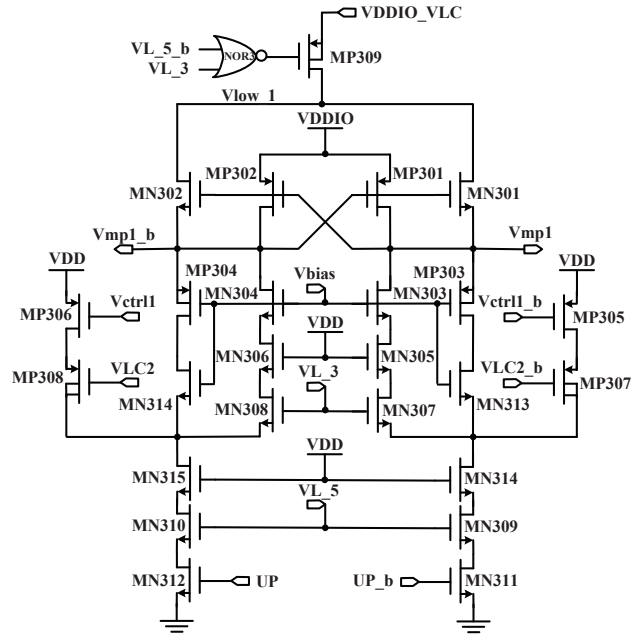 VDDIO_VLC
VL_5_b
VL_3
NOR3
MP309
Vlow_1
VDDIO
MP302
MP301
MN302
MN301
Vmp1_b
Vmp1
VDD
MP304
Vbias
MP303
VDD
MN304
MN303
Vctrl1
Vctrl1_b
MP306
MP305
VDD
MN306
MN305
VLC2
VLC2_b
MP308
MP307
VL_3
MN314
MN308
MN307
MN313
VDD
MN315
MN314
VL_5
MN310
MN309
MN312
UP
UP_b
MN311